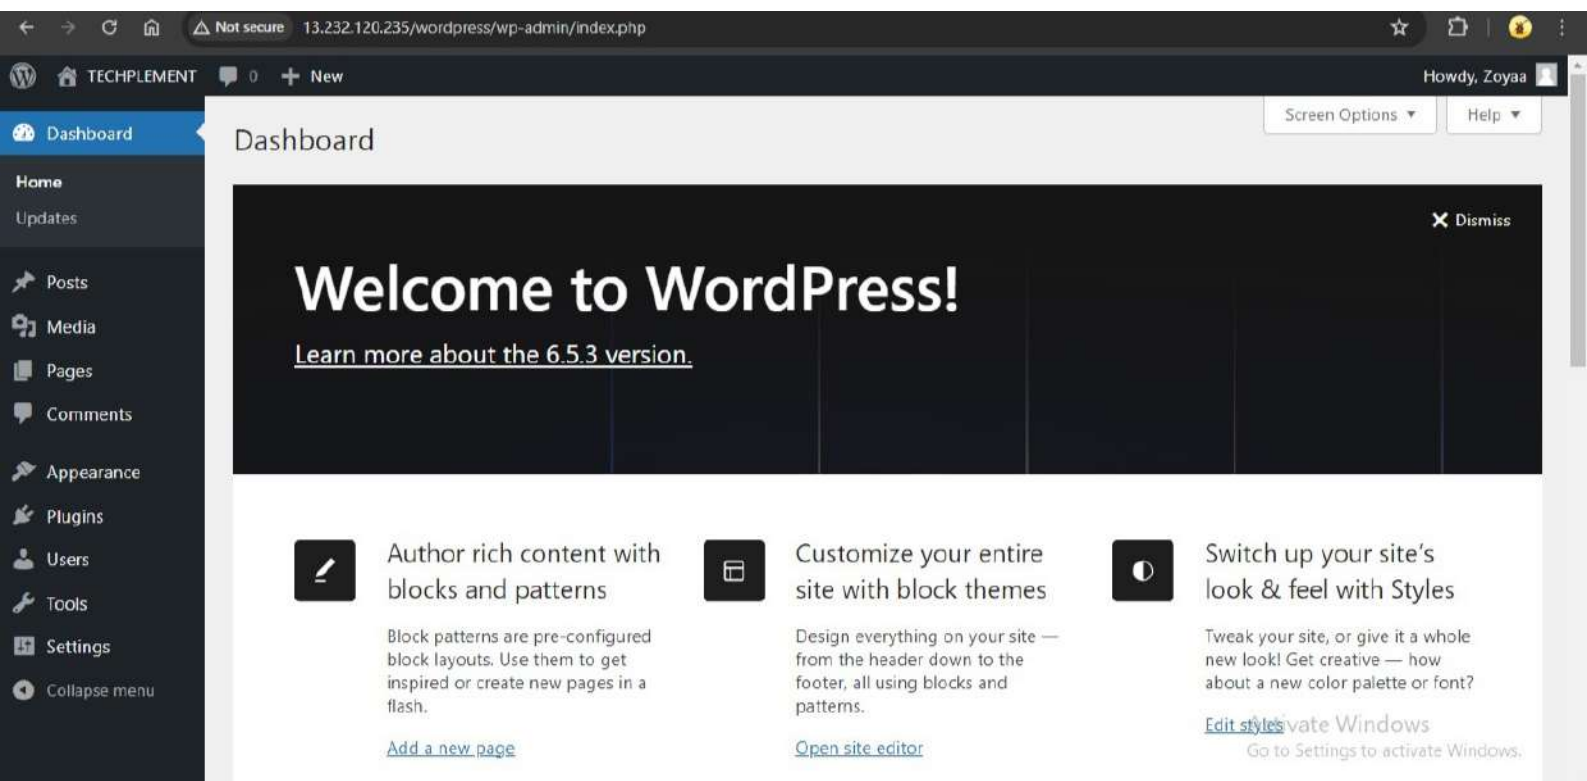 Not secure 13.232.120.235/wordpress/wp-admin/index.php
TECHPLEMENT 0 New Howdy, Zoyaa
Screen Options Help
Dashboard
Home
Updates
Posts
Media
Pages
Comments
Appearance
Plugins
Users
Tools
Settings
Collapse menu
Dashboard
Dismiss
Welcome to WordPress!
Learn more about the 6.5.3 version.
Author rich content with
blocks and patterns
Block patterns are pre-configured
block layouts. Use them to get
inspired or create new pages in a
flash.
Add a new page
Customize your entire
site with block themes
Design everything on your site —
from the header down to the
footer, all using blocks and
patterns.
Open site editor
Switch up your site's
look & feel with Styles
Tweak your site, or give it a whole
new look! Get creative — how
about a new color palette or font?
Edit styles
Activate Windows
Go to Settings to activate Windows.